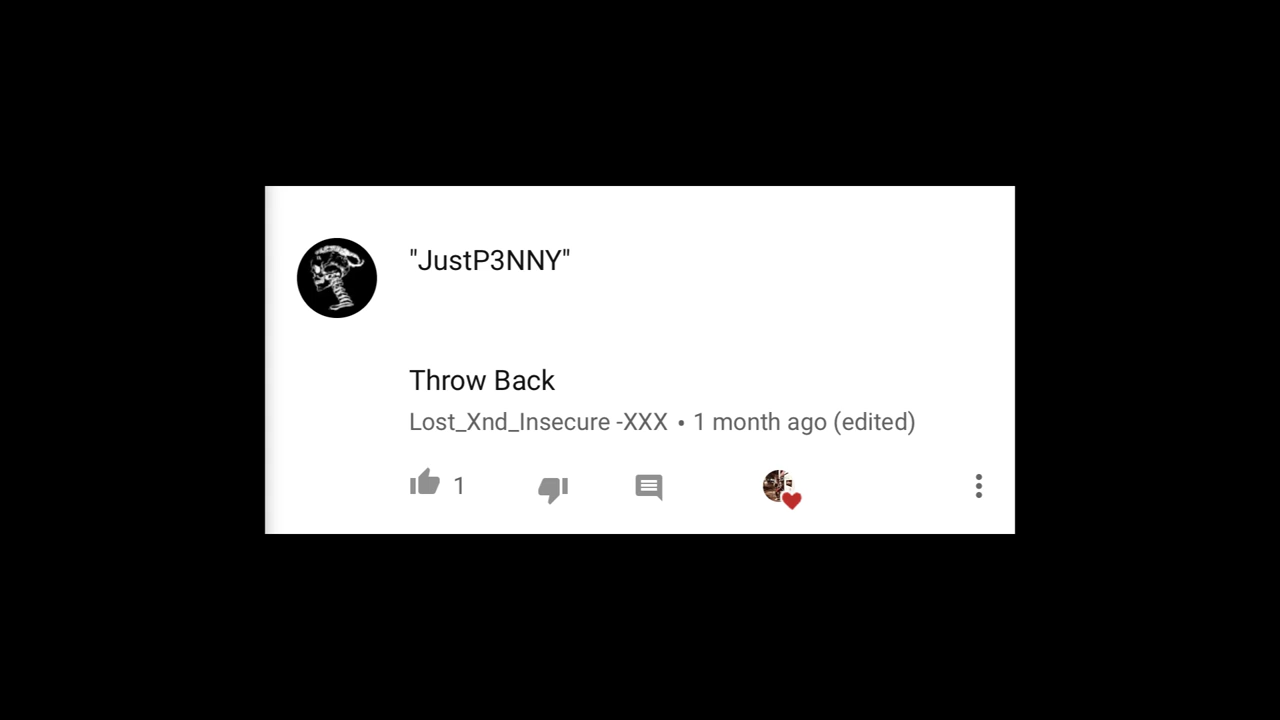 "JustP3NNY"
Throw Back
Lost_Xnd_Insecure -XXX • 1 month ago (edited)
1